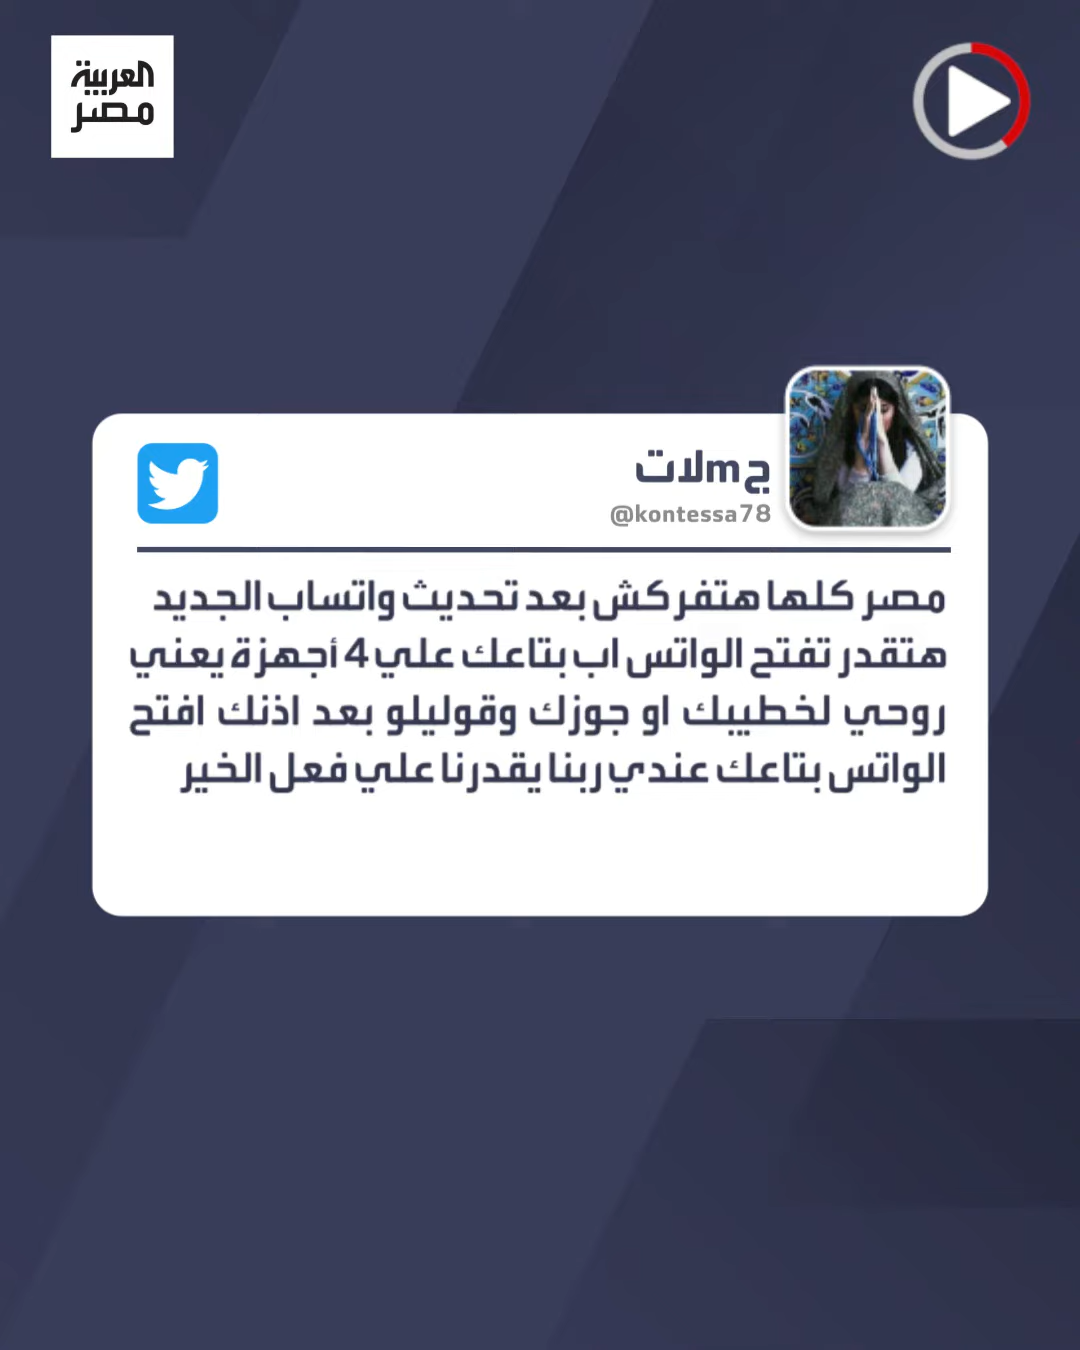 العربية
مصر
جmلات
@kontessa78
مصر كلها هتفركش بعد تحديث واتساب الجديد
هتقدر تفتح الواتس اب بتاعك علي 4 أجهزة يعني
روحي لخطيبك او جوزك وقوليلو بعد اذنك افتح
الواتس بتاعك عندي ربنا يقدرنا علي فعل الخير